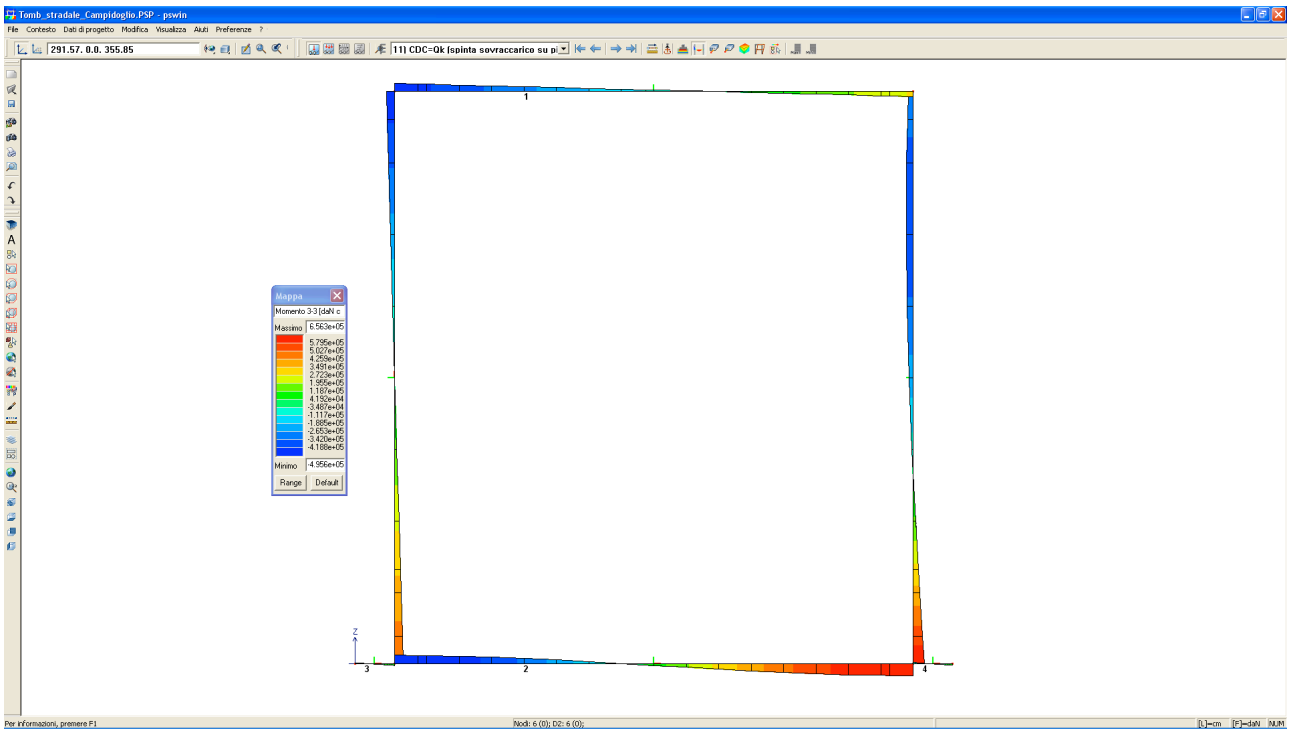 Tomb_stradale_Campidoglio.PSP - pswin
File Contesto Dati di progetto Modifica Visualizza Aiuti Preferenze ?
291.57. 0.0. 355.85
11) CDC=Qk (spinta sovraccarico su pi
1
Mappa
Momento 3-3 [daN c
Massimo 6.563e+05
5.795e+05
5.027e+05
4.259e+05
3.491e+05
2.723e+05
1.955e+05
1.187e+05
4.192e+04
-3.487e+04
-1.117e+05
-1.885e+05
-2.653e+05
-3.420e+05
-4.188e+05
Minimo -4.956e+05
Range Default
A
Z
3 2 4
Per informazioni, premere F1 Nodi: 6 (0); D2: 6 (0); [L]=cm [F]=daN NUM